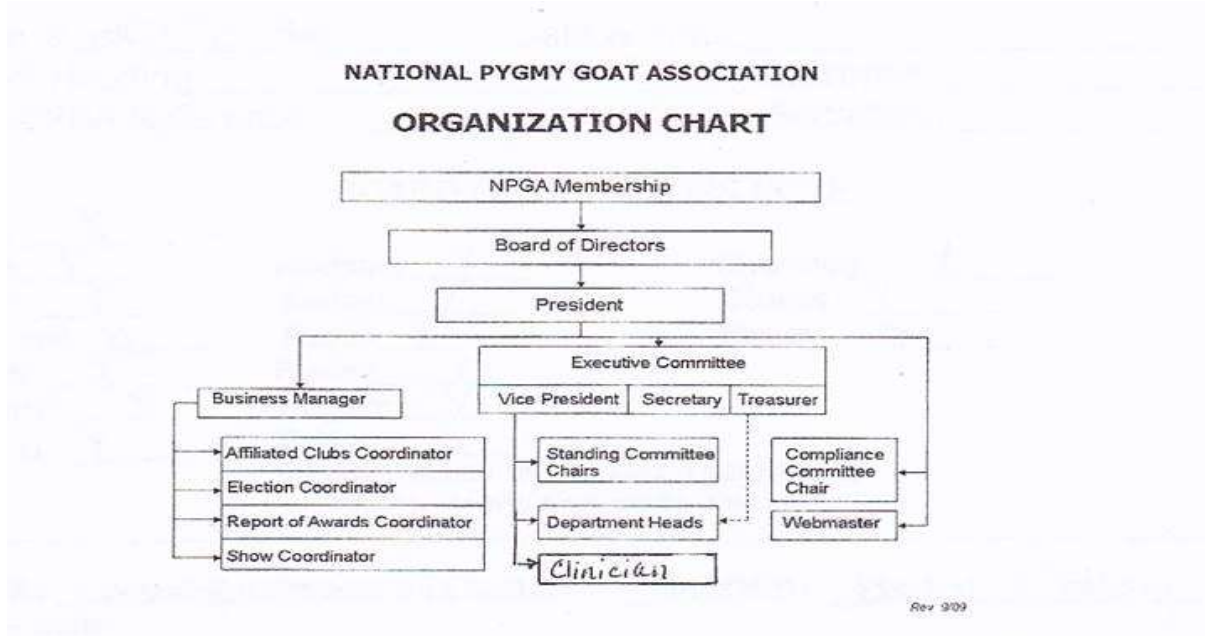 NATIONAL PYGMY GOAT ASSOCIATION
ORGANIZATION CHART
NPGA Membership
Board of Directors
President
Executive Committee
Business Manager
Vice President
Secretary
Treasurer
Affiliated Clubs Coordinator
Election Coordinator
Report of Awards Coordinator
Show Coordinator
Standing Committee
Chairs
Department Heads
Clinician
Compliance
Committee
Chair
Webmaster
Rev 9/09